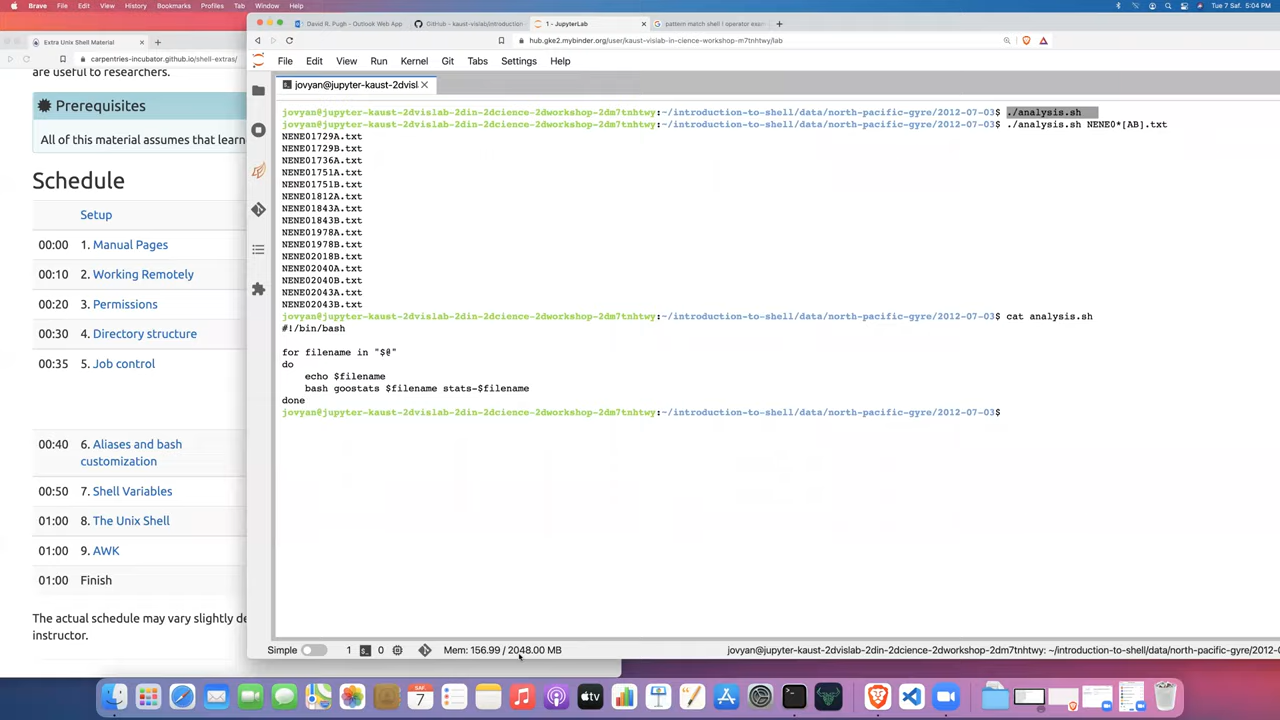 Brave File Edit View History Bookmarks Profiles Tab Window Help
Tue 7 Safar 5:04 PM
Extra Unix Shell Material
carpentries-incubator.github.io/shell-extras/
are useful to researchers.
Prerequisites
All of this material assumes that learn
Schedule
Setup
00:00 1. Manual Pages
00:10 2. Working Remotely
00:20 3. Permissions
00:30 4. Directory structure
00:35 5. Job control
00:40 6. Aliases and bash
customization
00:50 7. Shell Variables
01:00 8. The Unix Shell
01:00 9. AWK
01:00 Finish
The actual schedule may vary slightly de
instructor.
David R. Pugh - Outlook Web App
GitHub - kaust-vislab/introduction
1 - JupyterLab
pattern match shell ! operator exam
hub.gke2.mybinder.org/user/kaust-vislab-in-cience-workshop-m7tnhtwy/lab
File Edit View Run Kernel Git Tabs Settings Help
jovyan@jupyter-kaust-2dvisl
jovyan@jupyter-kaust-2dvislab-2din-2dcience-2dworkshop-2dm7tnhtwy:~/introduction-to-shell/data/north-pacific-gyre/2012-07-03$ ./analysis.sh
jovyan@jupyter-kaust-2dvislab-2din-2dcience-2dworkshop-2dm7tnhtwy:~/introduction-to-shell/data/north-pacific-gyre/2012-07-03$ ./analysis.sh NENE0*[AB].txt
NENE01729A.txt
NENE01729B.txt
NENE01736A.txt
NENE01751A.txt
NENE01751B.txt
NENE01812A.txt
NENE01843A.txt
NENE01843B.txt
NENE01978A.txt
NENE01978B.txt
NENE02018B.txt
NENE02040A.txt
NENE02040B.txt
NENE02043A.txt
NENE02043B.txt
jovyan@jupyter-kaust-2dvislab-2din-2dcience-2dworkshop-2dm7tnhtwy:~/introduction-to-shell/data/north-pacific-gyre/2012-07-03$ cat analysis.sh
#!/bin/bash
for filename in "$@"
do
echo $filename
bash goostats $filename stats-$filename
done
jovyan@jupyter-kaust-2dvislab-2din-2dcience-2dworkshop-2dm7tnhtwy:~/introduction-to-shell/data/north-pacific-gyre/2012-07-03$
Simple 1 0 Mem: 156.99 / 2048.00 MB
jovyan@jupyter-kaust-2dvislab-2din-2dcience-2dworkshop-2dm7tnhtwy: ~/introduction-to-shell/data/north-pacific-gyre/2012-0
SAF
7
tv